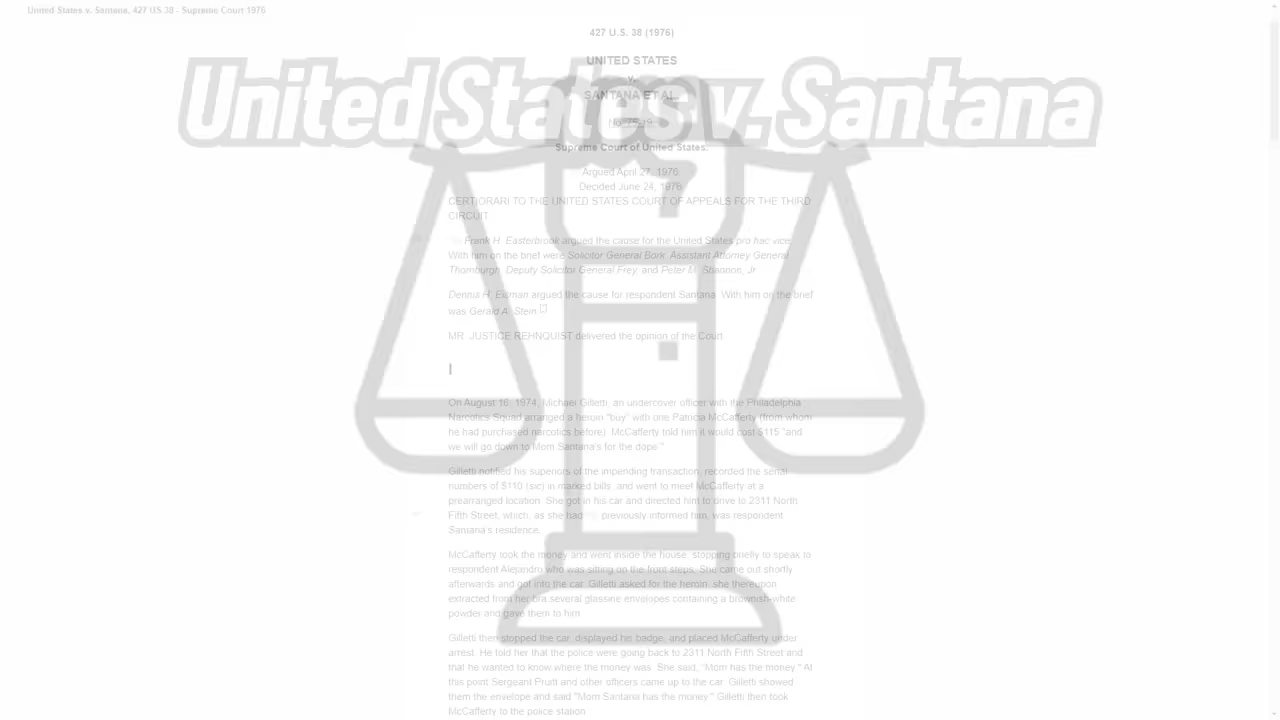 United States v. Santana, 427 US 38 - Supreme Court 1976
427 U.S. 38 (1976)
UNITED STATES
v.
SANTANA ET AL.
United States v. Santana
Supreme Court of United States.
Argued April 27, 1976.
Decided June 24, 1976.
CERTIORARI TO THE UNITED STATES COURT OF APPEALS FOR THE THIRD
CIRCUIT
Frank H. Easterbrook argued the cause for the United States pro hac vice.
With him on the brief were Solicitor General Bork, Assistant Attorney General
Thornburgh, Deputy Solicitor General Frey, and Peter M. Shannon, Jr.
argued the cause for respondent Santana. With him on the brief
was Gerald A. Stein.
MR. JUSTICE REHNQUIST delivered the opinion of the Court.
I
On August 16, 1974, Michael Gilletti, an undercover officer with the Philadelphia
Narcotics Squad arranged a heroin "buy" with one Patricia McCafferty (from whom
he had purchased narcotics before). McCafferty told him it would cost $115 "and
we will go down to Mom Santana's for the dope."
Gilletti notified his superiors of the impending transaction, recorded the serial
numbers of $110 (sic) in marked bills, and went to meet McCafferty at a
prearranged location. She got in his car and directed him to drive to 2311 North
Fifth Street, which, as she had previously informed him, was respondent
Santana's residence.
McCafferty took the money and went inside the house, stopping briefly to speak to
respondent Alejandro who was sitting on the front steps. She came out shortly
afterwards and got into the car. Gilletti asked for the heroin; she thereupon
extracted from her bra several glassine envelopes containing a brownish-white
powder and gave them to him.
Gilletti then stopped the car, displayed his badge, and placed McCafferty under
arrest. He told her that the police were going back to 2311 North Fifth Street and
that he wanted to know where the money was. She said, "Mom has the money." At
this point Sergeant Pruitt and other officers came up to the car. Gilletti showed
them the envelope and said "Mom Santana has the money." Gilletti then took
McCafferty to the police station.